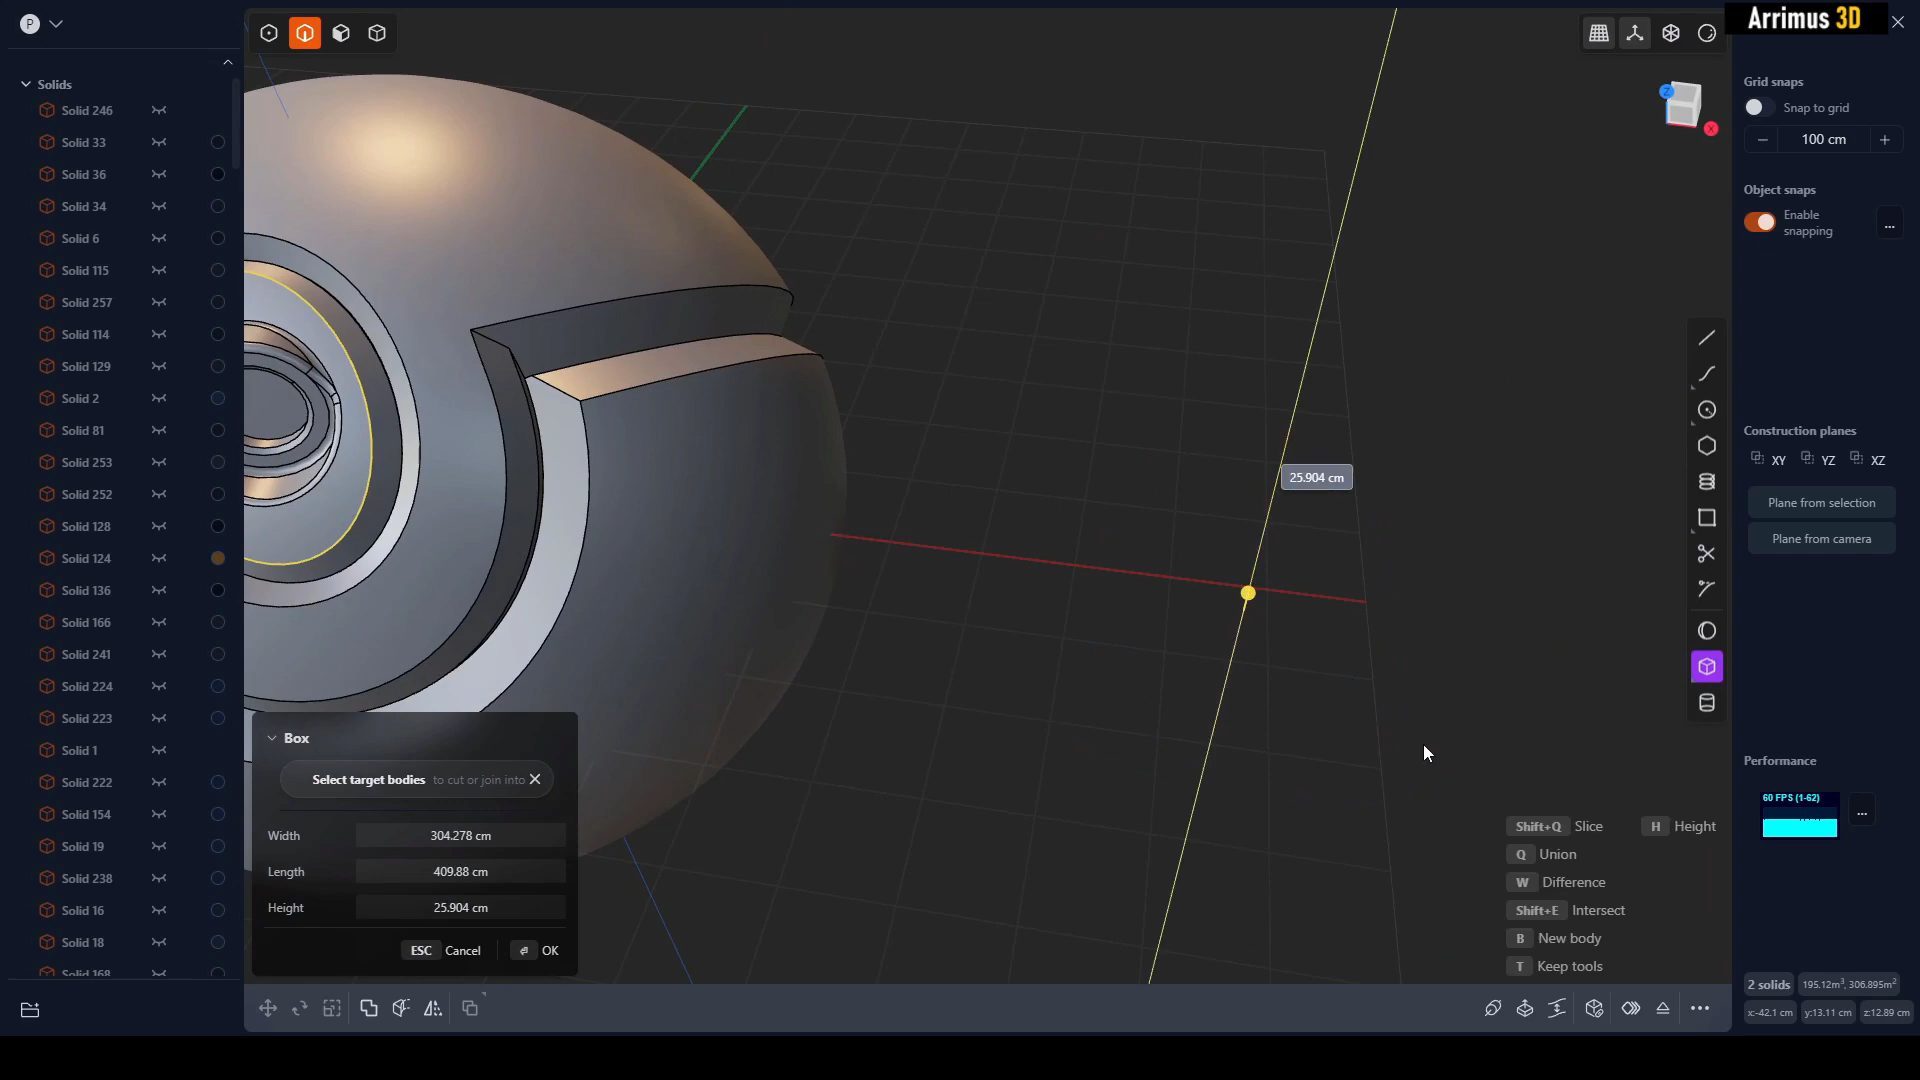 P
Arrimus 3D
Solids
Solid 246
Solid 33
Solid 36
Solid 34
Solid 6
Solid 115
Solid 257
Solid 114
Solid 129
Solid 2
Solid 81
Solid 253
Solid 252
Solid 128
Solid 124
Solid 136
Solid 166
Solid 241
Solid 224
Solid 223
Solid 1
Solid 222
Solid 154
Solid 19
Solid 238
Solid 16
Solid 18
Solid 168
Z
X
25.904 cm
Box
Select target bodies to cut or join into
Width 304.278 cm
Length 409.88 cm
Height 25.904 cm
ESC Cancel
OK
Shift+Q Slice
H Height
Q Union
W Difference
Shift+E Intersect
B New body
T Keep tools
Grid snaps
Snap to grid
100 cm
Object snaps
Enable
snapping
...
Construction planes
XY YZ XZ
Plane from selection
Plane from camera
Performance
60 FPS (1-62)
...
2 solids 195.12m³, 306.895m²
x:-42.1 cm y:13.11 cm z:12.89 cm